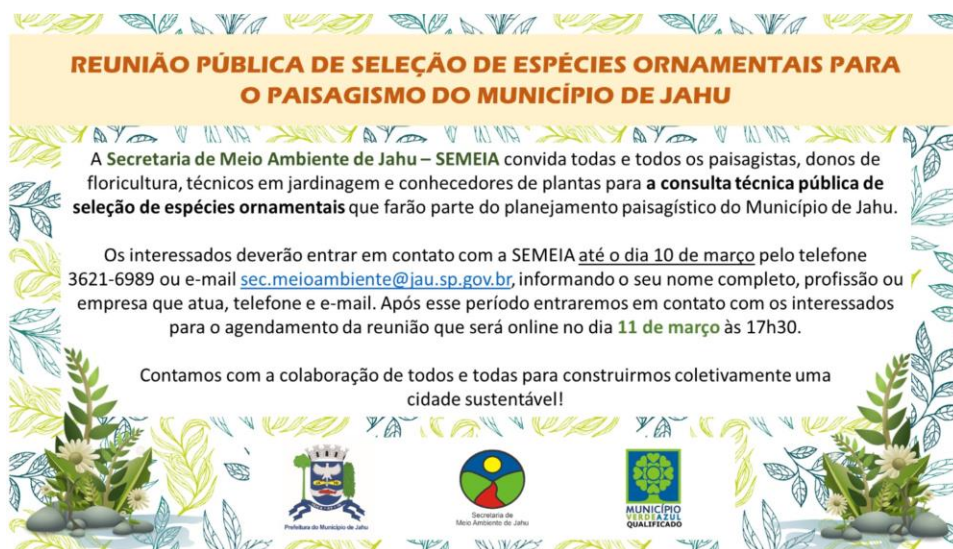 REUNIÃO PÚBLICA DE SELEÇÃO DE ESPÉCIES ORNAMENTAIS PARA
O PAISAGISMO DO MUNICÍPIO DE JAHU
A Secretaria de Meio Ambiente de Jahu – SEMEIA convida todas e todos os paisagistas, donos de
floricultura, técnicos em jardinagem e conhecedores de plantas para a consulta técnica pública de
seleção de espécies ornamentais que farão parte do planejamento paisagístico do Município de Jahu.
Os interessados deverão entrar em contato com a SEMEIA até o dia 10 de março pelo telefone
3621-6989 ou e-mail sec.meioambiente@jau.sp.gov.br, informando o seu nome completo, profissão ou
empresa que atua, telefone e e-mail. Após esse período entraremos em contato com os interessados
para o agendamento da reunião que será online no dia 11 de março às 17h30.
Contamos com a colaboração de todos e todas para construirmos coletivamente uma
cidade sustentável!
Prefeitura do Município de Jahu
Secretaria de
Meio Ambiente de Jahu
MUNICÍPIO
VERDEAZUL
QUALIFICADO